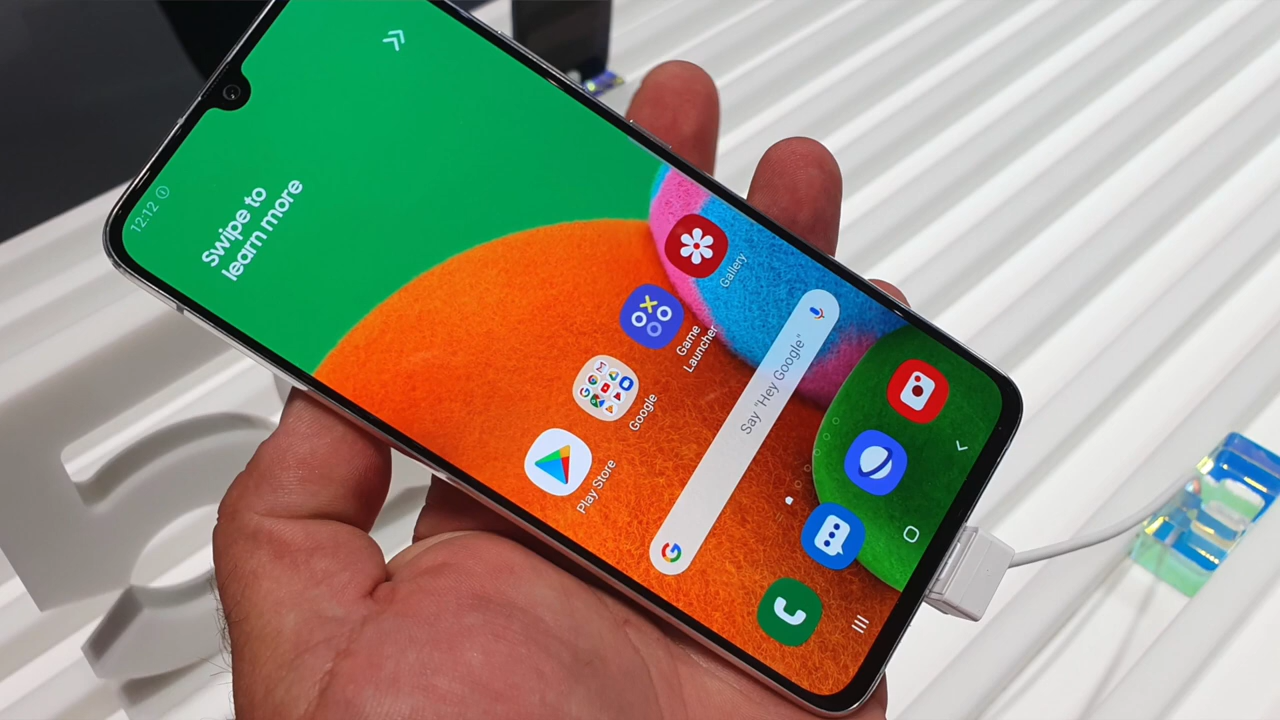 12:12
Swipe to
learn more
Gallery
Game
Launcher
Google
Play Store
Say "Hey Google"